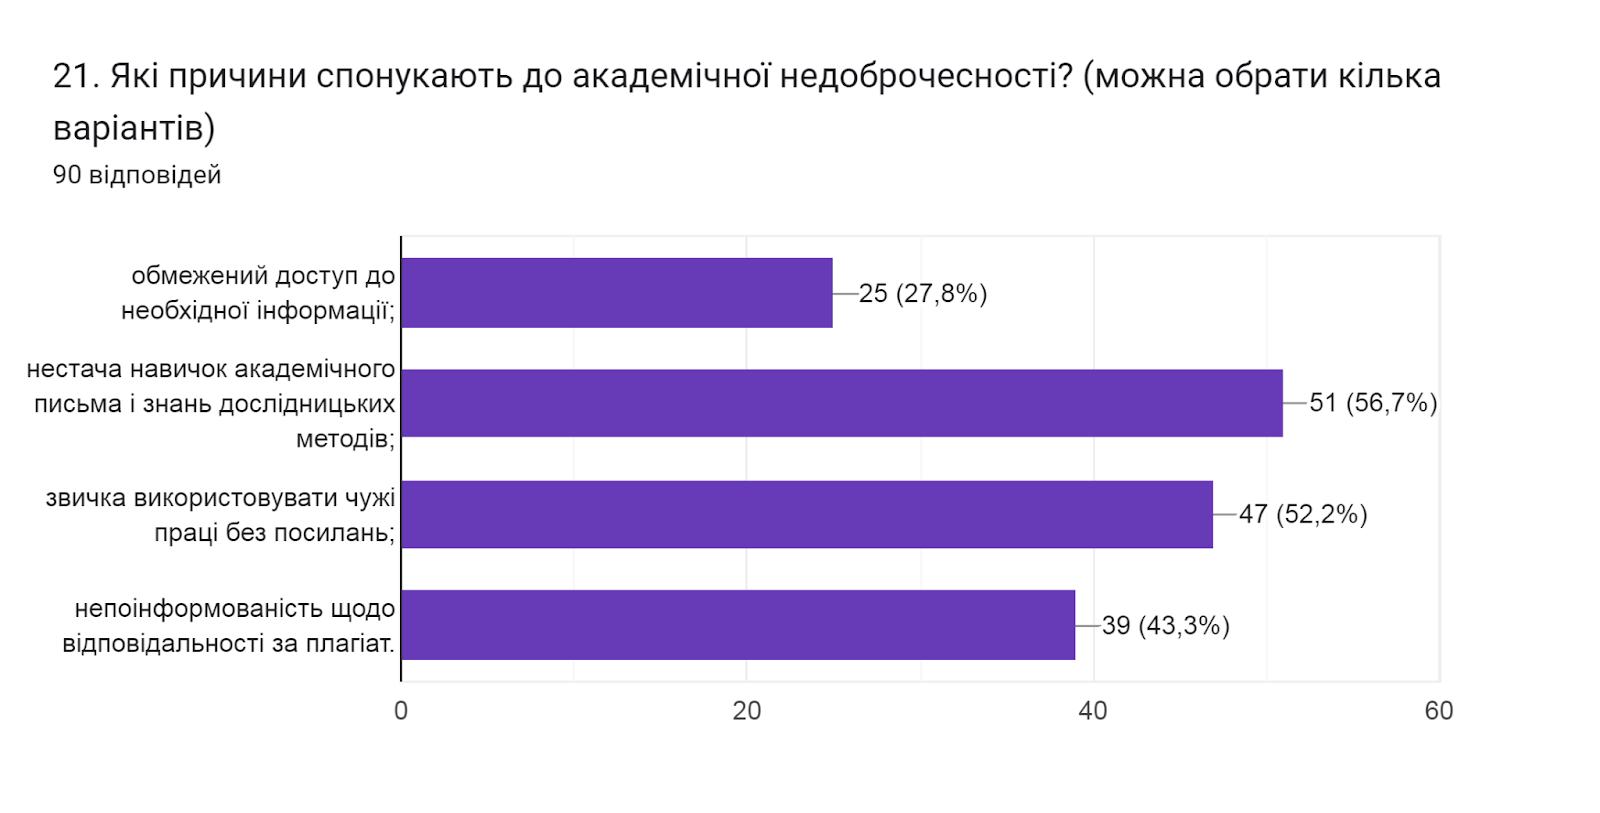 21. Які причини спонукають до академічної недоброчесності? (можна обрати кілька
варіантів)
90 відповідей
обмежений доступ до
необхідної інформації;
25 (27,8%)
нестача навичок академічного
письма і знань дослідницьких
методів;
51 (56,7%)
звичка використовувати чужі
праці без посилань;
47 (52,2%)
непоінформованість щодо
відповідальності за плагіат.
39 (43,3%)
0 20 40 60